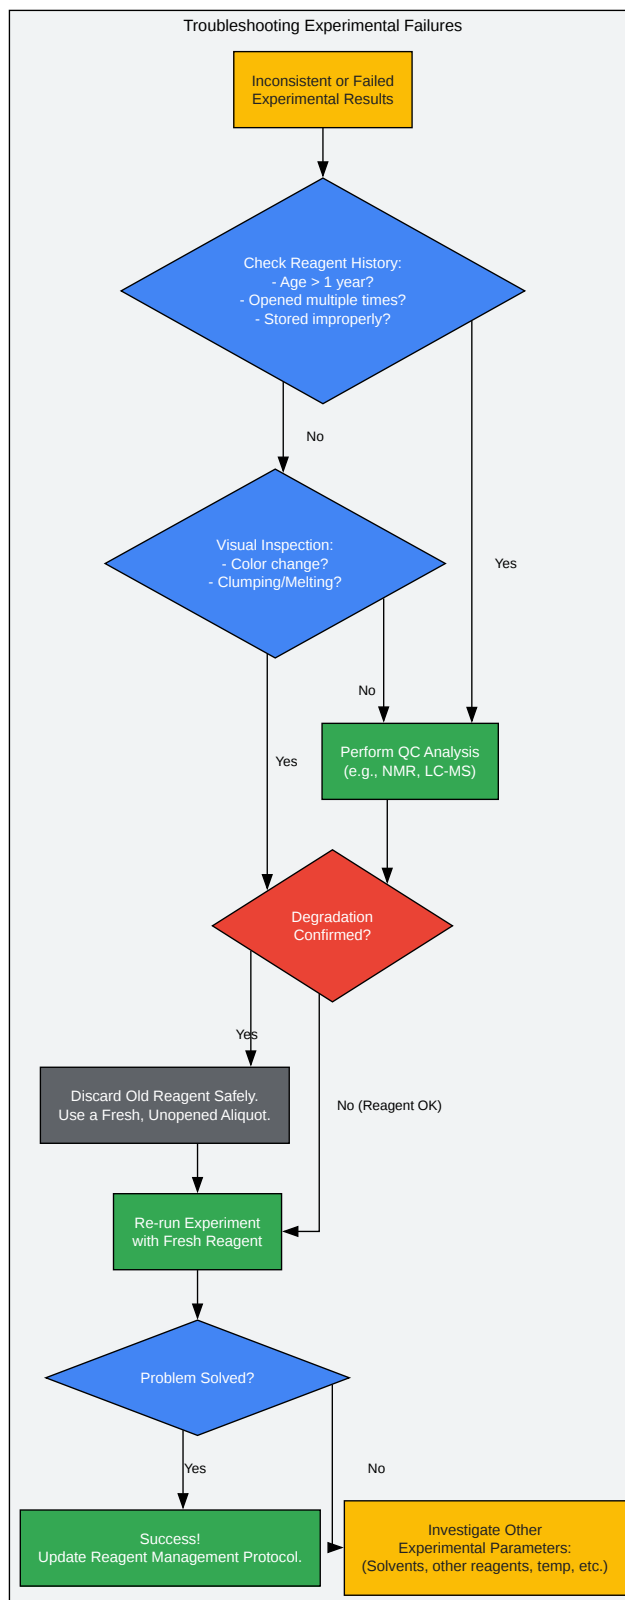 Troubleshooting Experimental Failures
Inconsistent or Failed
Experimental Results
Check Reagent History:
- Age > 1 year?
- Opened multiple times?
- Stored improperly?
No
Visual Inspection:
- Color change?
- Clumping/Melting?
Yes
No
Perform QC Analysis
(e.g., NMR, LC-MS)
Yes
Degradation
Confirmed?
Yes
Discard Old Reagent Safely.
Use a Fresh, Unopened Aliquot.
No (Reagent OK)
Re-run Experiment
with Fresh Reagent
Problem Solved?
Yes
No
Success!
Update Reagent Management Protocol.
Investigate Other
Experimental Parameters:
(Solvents, other reagents, temp, etc.)